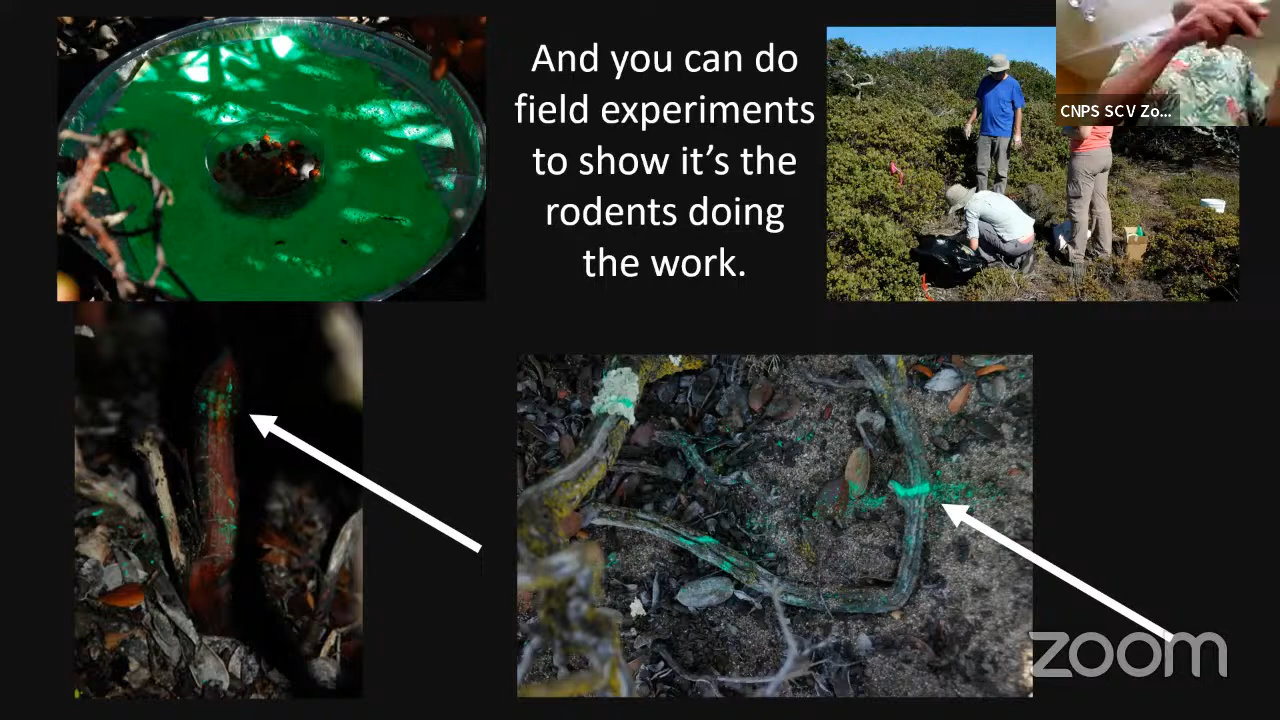 And you can do
field experiments
to show it’s the
rodents doing
the work.
CNPS SCV Zo...
zoom